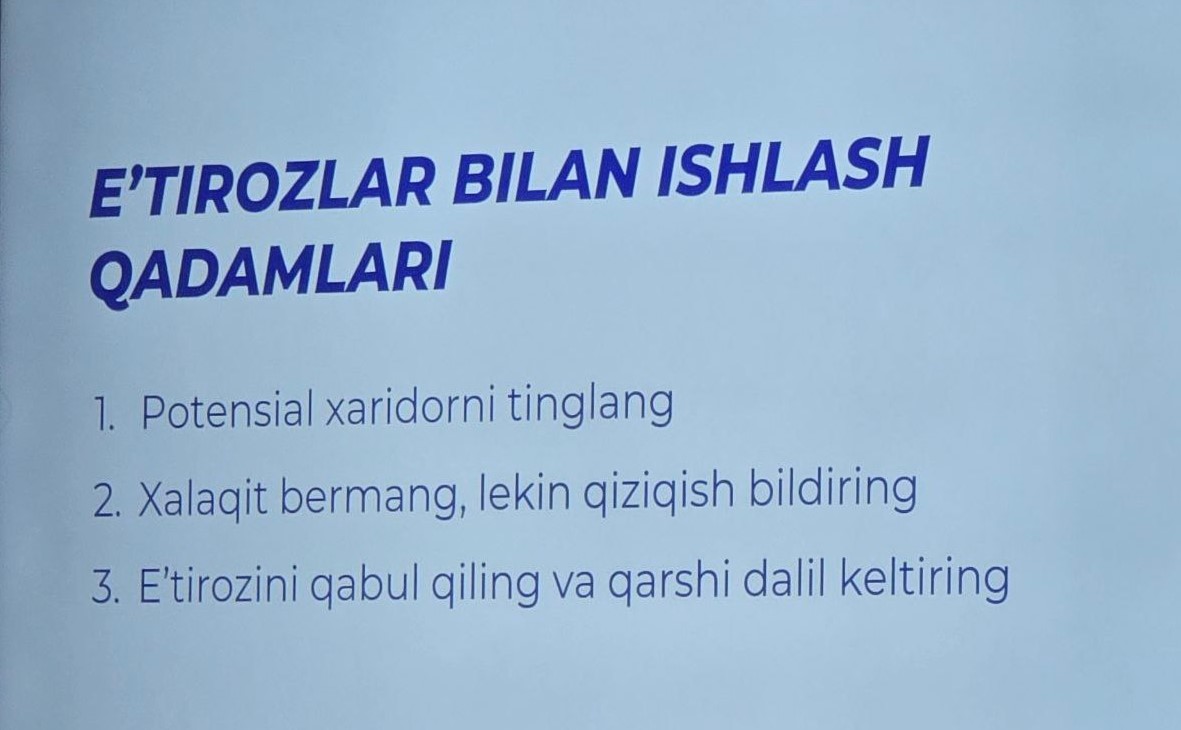 E’TIROZLAR BILAN ISHLASH
QADAMLARI
1. Potensial xaridorni tinglang
2. Xalaqit bermang, lekin qiziqish bildiring
3. E'tirozini qabul qiling va qarshi dalil keltiring